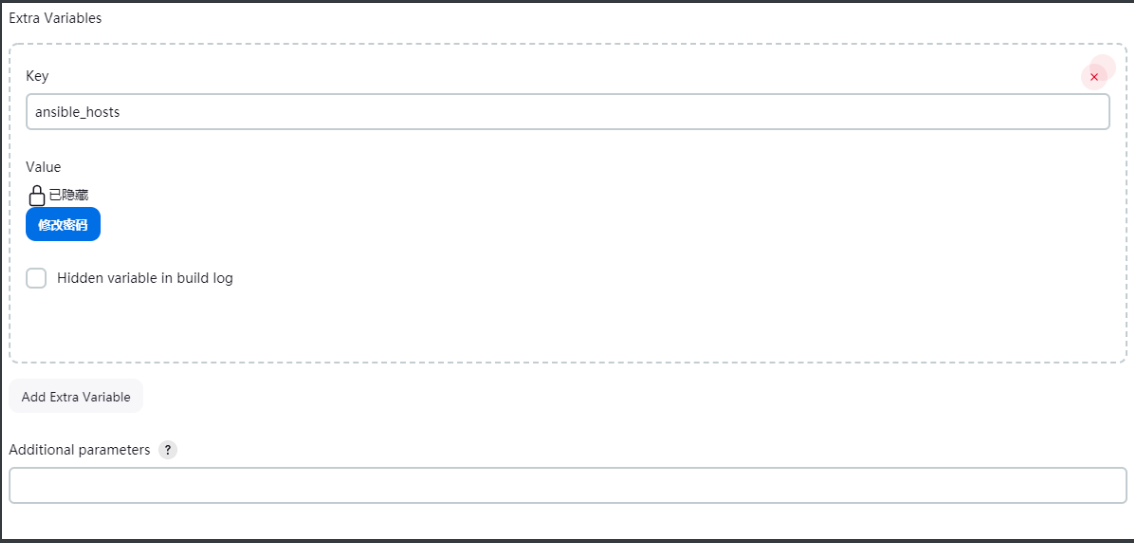 Extra Variables
Key
ansible_hosts
Value
已隐藏
修改密码
Hidden variable in build log
Add Extra Variable
Additional parameters ?